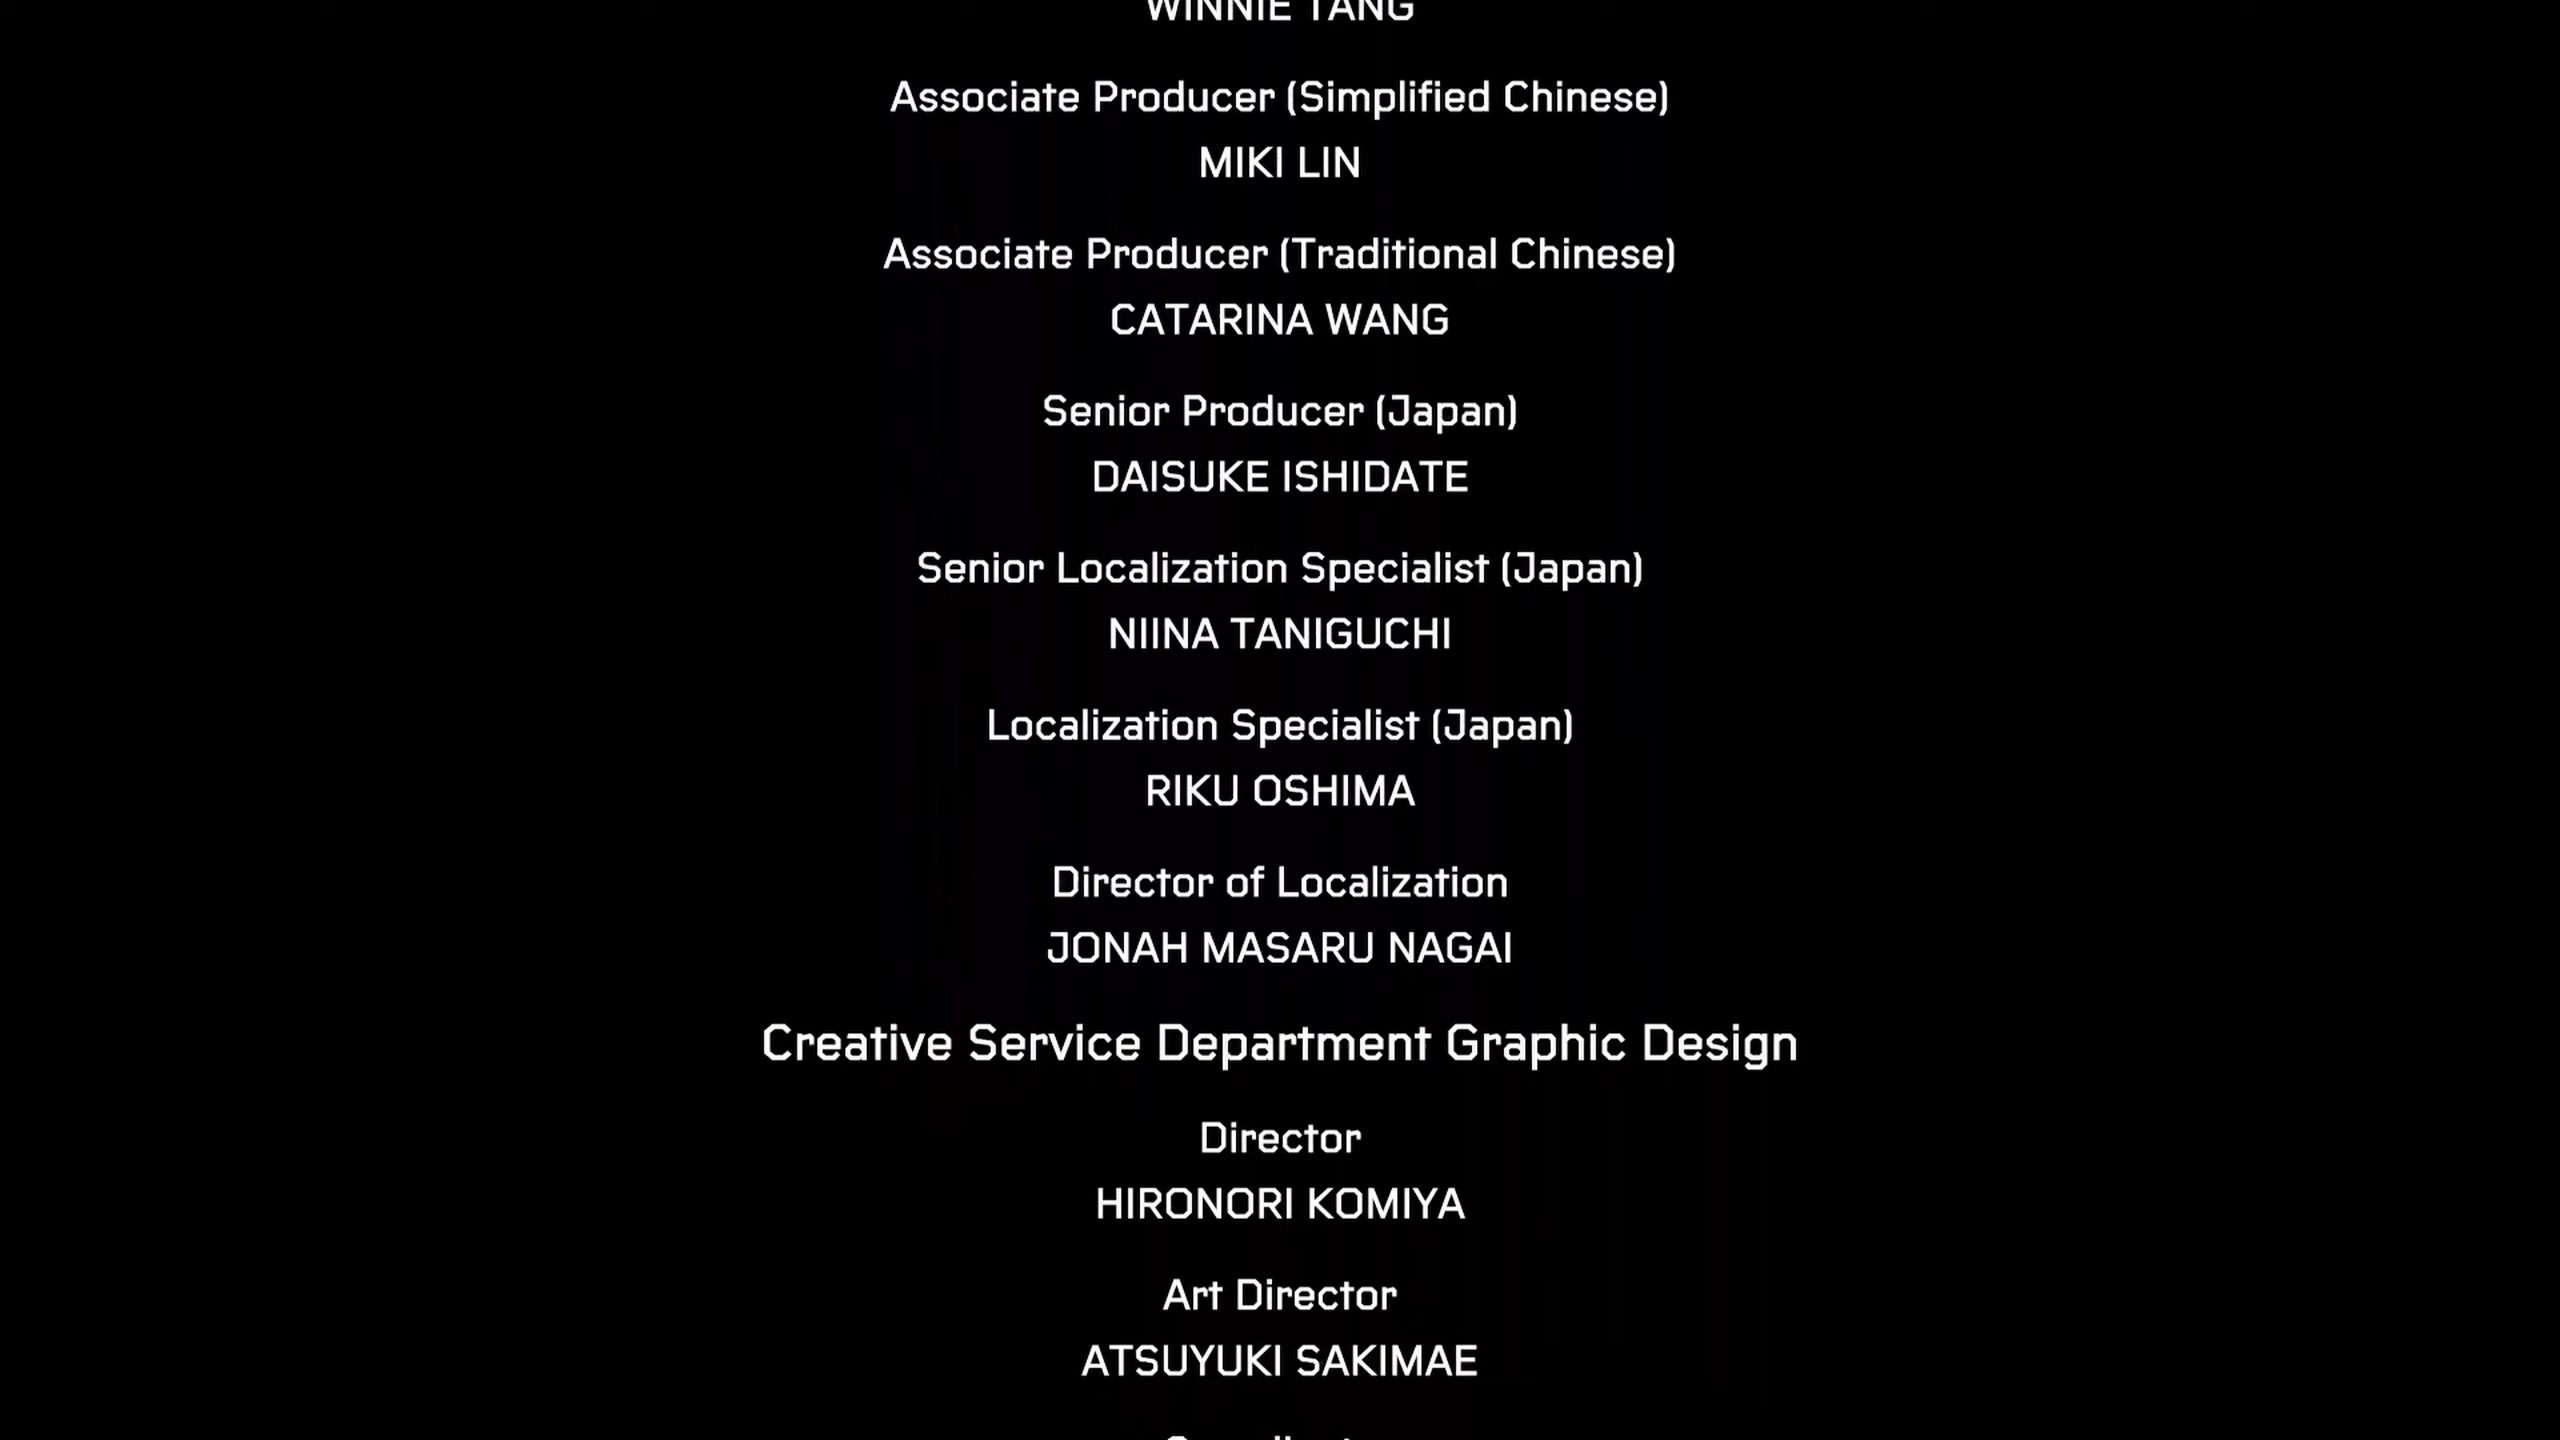 WINNIE TANG
Associate Producer (Simplified Chinese)
MIKI LIN
Associate Producer (Traditional Chinese)
CATARINA WANG
Senior Producer (Japan)
DAISUKE ISHIDATE
Senior Localization Specialist (Japan)
NIINA TANIGUCHI
Localization Specialist (Japan)
RIKU OSHIMA
Director of Localization
JONAH MASARU NAGAI
Creative Service Department Graphic Design
Director
HIRONORI KOMIYA
Art Director
ATSUYUKI SAKIMAE